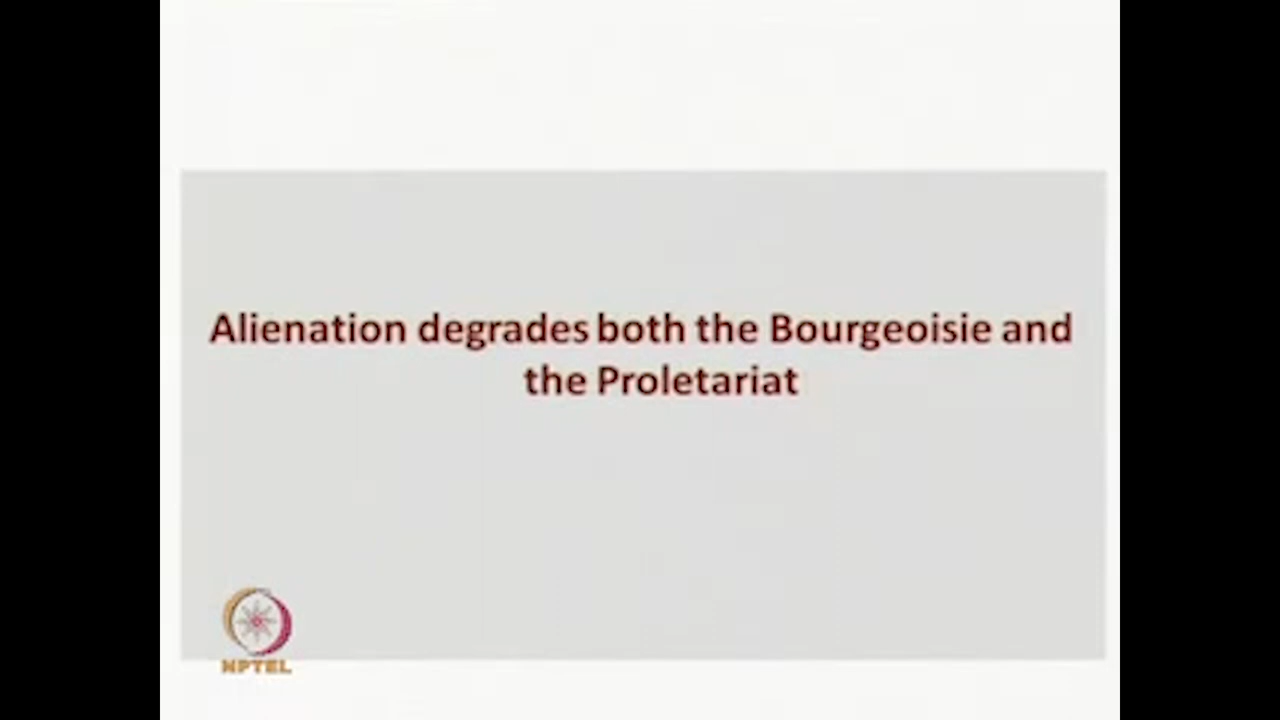 Alienation degrades both the Bourgeoisie and
the Proletariat
NPTEL